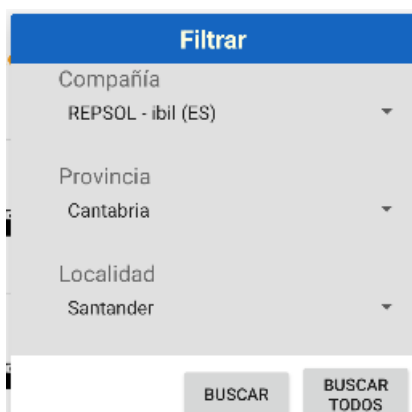 Filtrar
Compañía
REPSOL - ibil (ES)
Provincia
Cantabria
Localidad
Santander
BUSCAR
BUSCAR
TODOS